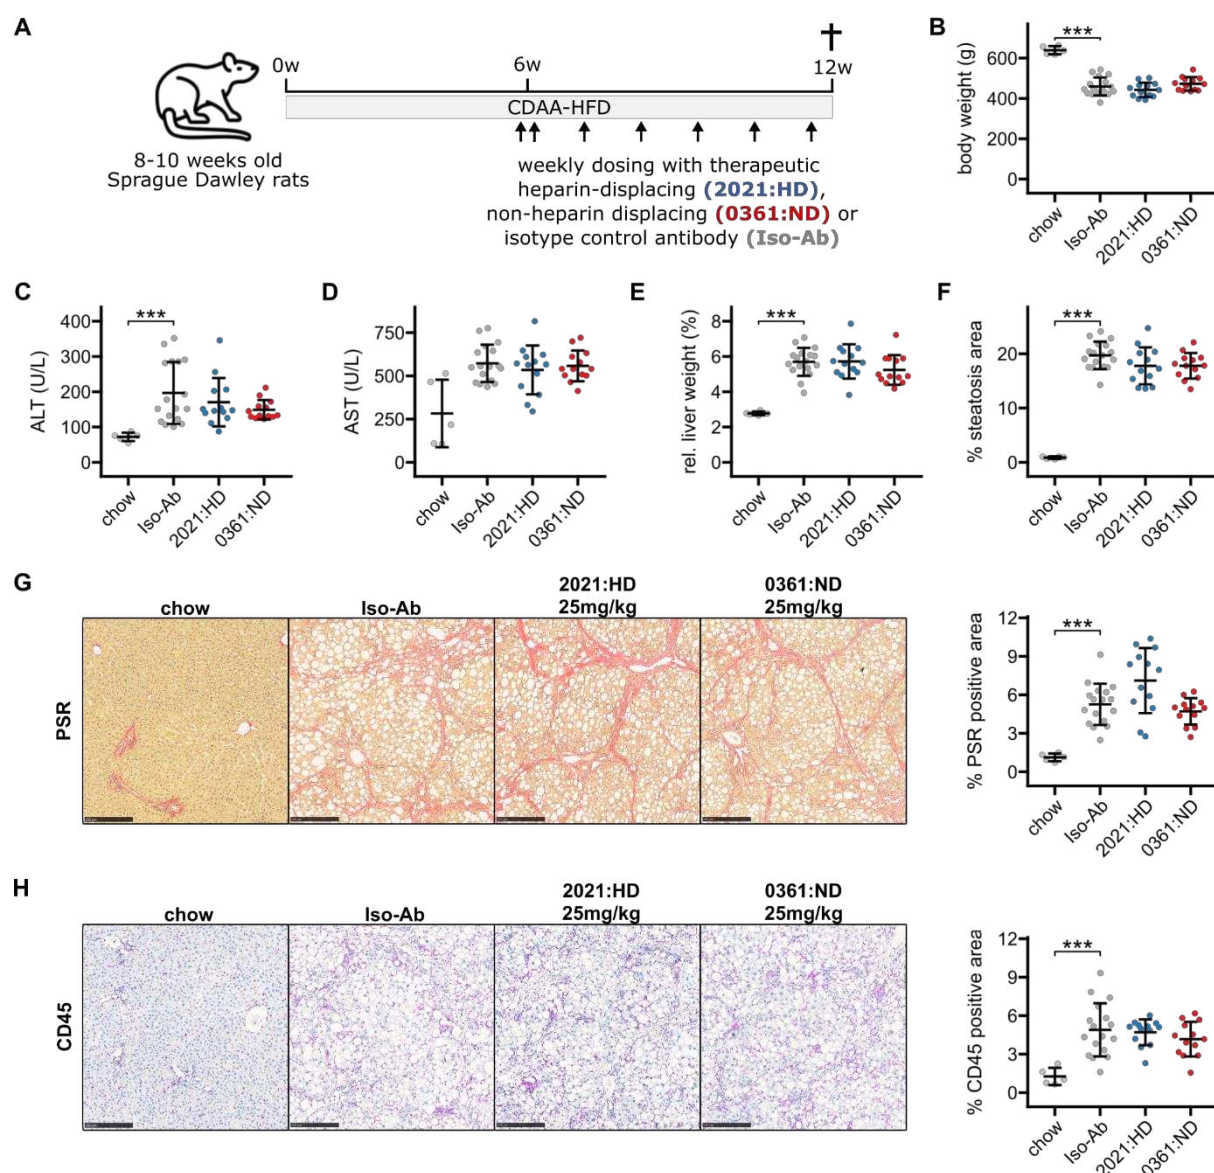 A
0w
6w
12w
CDAA-HFD
8-10 weeks old
Sprague Dawley rats
weekly dosing with therapeutic
heparin-displacing (2021:HD),
non-heparin displacing (0361:ND) or
isotype control antibody (Iso-Ab)
B
***
body weight (g)
600
400
200
0
chow
Iso-Ab
2021:HD
0361:ND
C
***
ALT (U/L)
400
300
200
100
0
chow
Iso-Ab
2021:HD
0361:ND
D
AST (U/L)
750
500
250
0
chow
Iso-Ab
2021:HD
0361:ND
E
***
rel. liver weight (%)
8
6
4
2
0
chow
Iso-Ab
2021:HD
0361:ND
F
***
% steatosis area
20
10
0
chow
Iso-Ab
2021:HD
0361:ND
G
chow
Iso-Ab
2021:HD
25mg/kg
0361:ND
25mg/kg
PSR
***
% PSR positive area
12
9
6
3
0
chow
Iso-Ab
2021:HD
0361:ND
H
chow
Iso-Ab
2021:HD
25mg/kg
0361:ND
25mg/kg
CD45
***
% CD45 positive area
12
9
6
3
0
chow
Iso-Ab
2021:HD
0361:ND